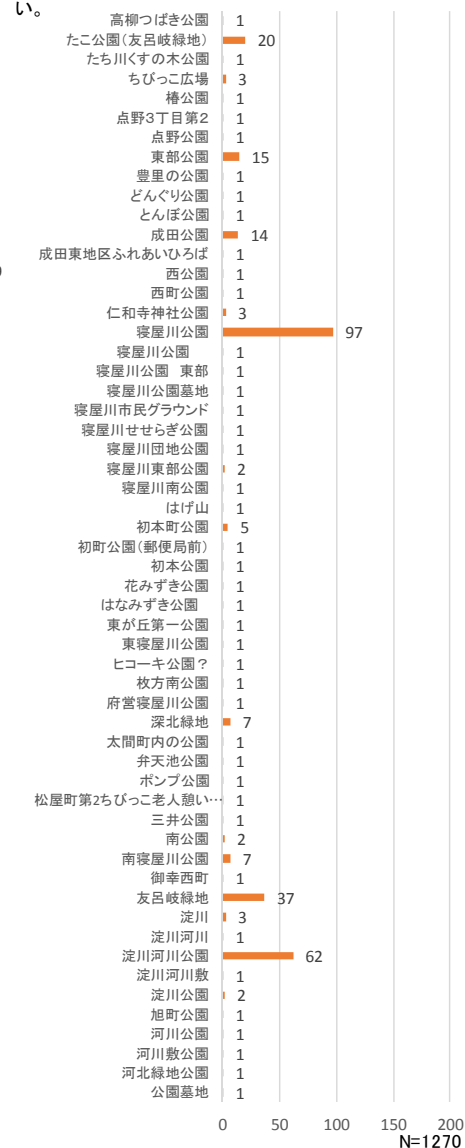 い。
高柳つばき公園 1
たこ公園(友呂岐緑地) 20
たち川くすの木公園 1
ちびっこ広場 3
椿公園 1
点野3丁目第2 1
点野公園 1
東部公園 15
豊里の公園 1
どんぐり公園 1
とんぼ公園 1
成田公園 14
成田東地区ふれあいひろば 1
西公園 1
西町公園 1
仁和寺神社公園 3
寝屋川公園 97
寝屋川公園 1
寝屋川公園 東部 1
寝屋川公園墓地 1
寝屋川市民グラウンド 1
寝屋川せせらぎ公園 1
寝屋川団地公園 1
寝屋川東部公園 2
寝屋川南公園 1
はげ山 1
初本町公園 5
初町公園(郵便局前) 1
初本公園 1
花みずき公園 1
はなみずき公園 1
東が丘第一公園 1
東寝屋川公園 1
ヒコーキ公園? 1
枚方南公園 1
府営寝屋川公園 1
深北緑地 7
太間町内の公園 1
弁天池公園 1
ポンプ公園 1
松屋町第2ちびっこ老人憩い… 1
三井公園 1
南公園 2
南寝屋川公園 7
御幸西町 1
友呂岐緑地 37
淀川 3
淀川河川 1
淀川河川公園 62
淀川河川敷 1
淀川公園 2
旭町公園 1
河川公園 1
河川敷公園 1
河北緑地公園 1
公園墓地 1
0 50 100 150 200
N=1270